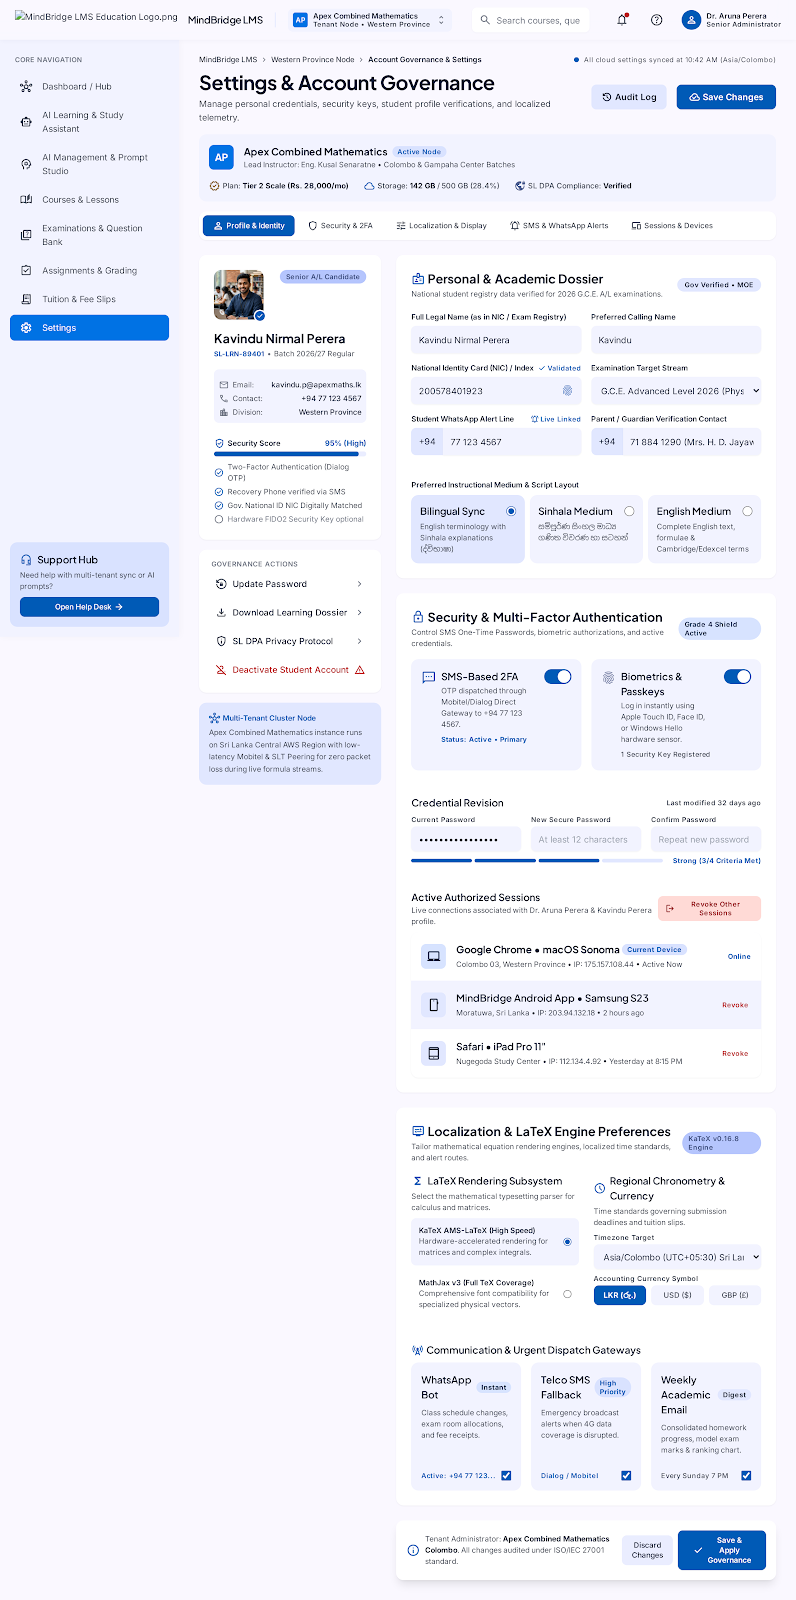 MindBridge LMS Education Logo.png
MindBridge LMS
AP
Apex Combined Mathematics
Tenant Node • Western Province
Search courses, que
Dr. Aruna Perera
Senior Administrator
CORE NAVIGATION
Dashboard / Hub
AI Learning & Study
Assistant
AI Management & Prompt
Studio
Courses & Lessons
Examinations & Question
Bank
Assignments & Grading
Tuition & Fee Slips
Settings
Support Hub
Need help with multi-tenant sync or AI
prompts?
Open Help Desk →
MindBridge LMS > Western Province Node > Account Governance & Settings
All cloud settings synced at 10:42 AM (Asia/Colombo)
Settings & Account Governance
Manage personal credentials, security keys, student profile verifications, and localized
telemetry.
Audit Log
Save Changes
AP
Apex Combined Mathematics
Active Node
Lead Instructor: Eng. Kusal Senaratne • Colombo & Gampaha Center Batches
Plan: Tier 2 Scale (Rs. 28,000/mo)
Storage: 142 GB / 500 GB (28.4%)
SL DPA Compliance: Verified
Profile & Identity
Security & 2FA
Localization & Display
SMS & WhatsApp Alerts
Sessions & Devices
Senior A/L Candidate
Kavindu Nirmal Perera
SL-LRN-89401 • Batch 2026/27 Regular
Email: kavindu.p@apexmaths.lk
Contact: +94 77 123 4567
Division: Western Province
Security Score 95% (High)
Two-Factor Authentication (Dialog
OTP)
Recovery Phone verified via SMS
Gov. National ID NIC Digitally Matched
Hardware FIDO2 Security Key optional
GOVERNANCE ACTIONS
Update Password
Download Learning Dossier
SL DPA Privacy Protocol
Deactivate Student Account
Multi-Tenant Cluster Node
Apex Combined Mathematics instance runs
on Sri Lanka Central AWS Region with low-
latency Mobitel & SLT Peering for zero packet
loss during live formula streams.
Personal & Academic Dossier
National student registry data verified for 2026 G.C.E. A/L examinations.
Gov Verified • MOE
Full Legal Name (as in NIC / Exam Registry)
Kavindu Nirmal Perera
Preferred Calling Name
Kavindu
National Identity Card (NIC) / Index
Validated
200578401923
Examination Target Stream
G.C.E. Advanced Level 2026 (Phys
Student WhatsApp Alert Line
Live Linked
+94 77 123 4567
Parent / Guardian Verification Contact
+94 71 884 1290 (Mrs. H. D. Jayaw
Preferred Instructional Medium & Script Layout
Bilingual Sync
English terminology with
Sinhala explanations
(ද්විභාෂා)
Sinhala Medium
සම්පූර්ණ සිංහල මාධ්‍ය
ගණිත විවරණ හා සටහන්
English Medium
Complete English text,
formulae &
Cambridge/Edexcel terms
Security & Multi-Factor Authentication
Control SMS One-Time Passwords, biometric authorizations, and active
credentials.
Grade 4 Shield
Active
SMS-Based 2FA
OTP dispatched through
Mobitel/Dialog Direct
Gateway to +94 77 123
4567.
Status: Active • Primary
Biometrics &
Passkeys
Log in instantly using
Apple Touch ID, Face ID,
or Windows Hello
hardware sensor.
1 Security Key Registered
Credential Revision
Last modified 32 days ago
Current Password
••••••••••••••••
New Secure Password
At least 12 characters
Confirm Password
Repeat new password
Strong (3/4 Criteria Met)
Active Authorized Sessions
Live connections associated with Dr. Aruna Perera & Kavindu Perera
profile.
Revoke Other
Sessions
Google Chrome • macOS Sonoma
Current Device
Colombo 03, Western Province • IP: 175.157.108.44 • Active Now
Online
MindBridge Android App • Samsung S23
Moratuwa, Sri Lanka • IP: 203.94.132.18 • 2 hours ago
Revoke
Safari • iPad Pro 11"
Nugegoda Study Center • IP: 112.134.4.92 • Yesterday at 8:15 PM
Revoke
Localization & LaTeX Engine Preferences
Tailor mathematical equation rendering engines, localized time standards,
and alert routes.
KaTeX v0.16.8
Engine
LaTeX Rendering Subsystem
Select the mathematical typesetting parser for
calculus and matrices.
KaTeX AMS-LaTeX (High Speed)
Hardware-accelerated rendering for
matrices and complex integrals.
MathJax v3 (Full TeX Coverage)
Comprehensive font compatibility for
specialized physical vectors.
Regional Chronometry &
Currency
Time standards governing submission
deadlines and tuition slips.
Timezone Target
Asia/Colombo (UTC+05:30) Sri Lar
Accounting Currency Symbol
LKR (රු.)
USD ($)
GBP (£)
Communication & Urgent Dispatch Gateways
WhatsApp
Bot
Instant
Class schedule changes,
exam room allocations,
and fee receipts.
Active: +94 77 123...
Telco SMS
Fallback
High
Priority
Emergency broadcast
alerts when 4G data
coverage is disrupted.
Dialog / Mobitel
Weekly
Academic
Email
Digest
Consolidated homework
progress, model exam
marks & ranking chart.
Every Sunday 7 PM
Tenant Administrator: Apex Combined Mathematics
Colombo. All changes audited under ISO/IEC 27001
standard.
Discard
Changes
Save &
Apply
Governance